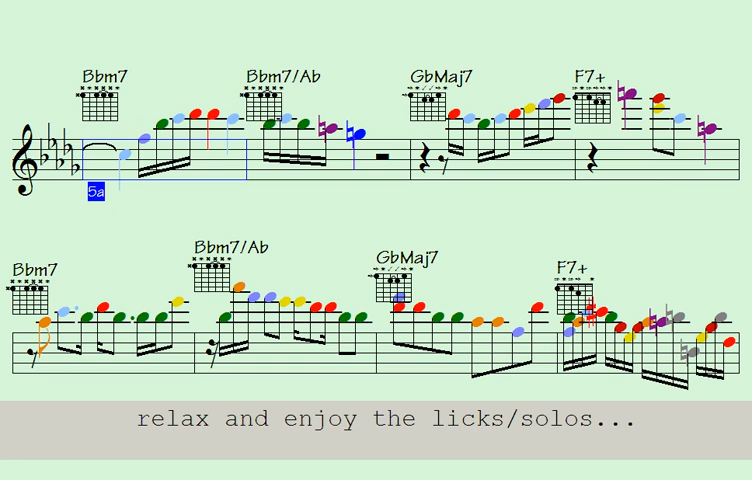 Bbm7 Bbm7/Ab GbMaj7 F7+
5a
Bbm7 Bbm7/Ab GbMaj7 F7+
relax and enjoy the licks/solos...